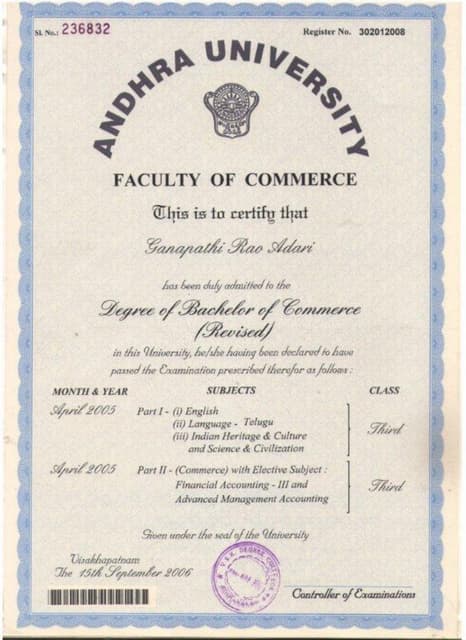 Sl. No.: 236832
Register No. 302012008
ANDHRA UNIVERSITY
FACULTY OF COMMERCE
This is to certify that
Ganapathi Rao Adari
has been duly admitted to the
Degree of Bachelor of Commerce
(Revised)
in this University, he/she having been declared to have
passed the Examination prescribed therefor as follows :
MONTH & YEAR SUBJECTS CLASS
April 2005 Part I - (i) English
(ii) Language - Telugu
(iii) Indian Heritage & Culture
and Science & Civilization
Third
April 2005 Part II - (Commerce) with Elective Subject :
Financial Accounting - III and
Advanced Management Accounting
Third
Given under the seal of the University
Visakhapatnam
The 15th September 2006
DEGREE
Controller of Examinations